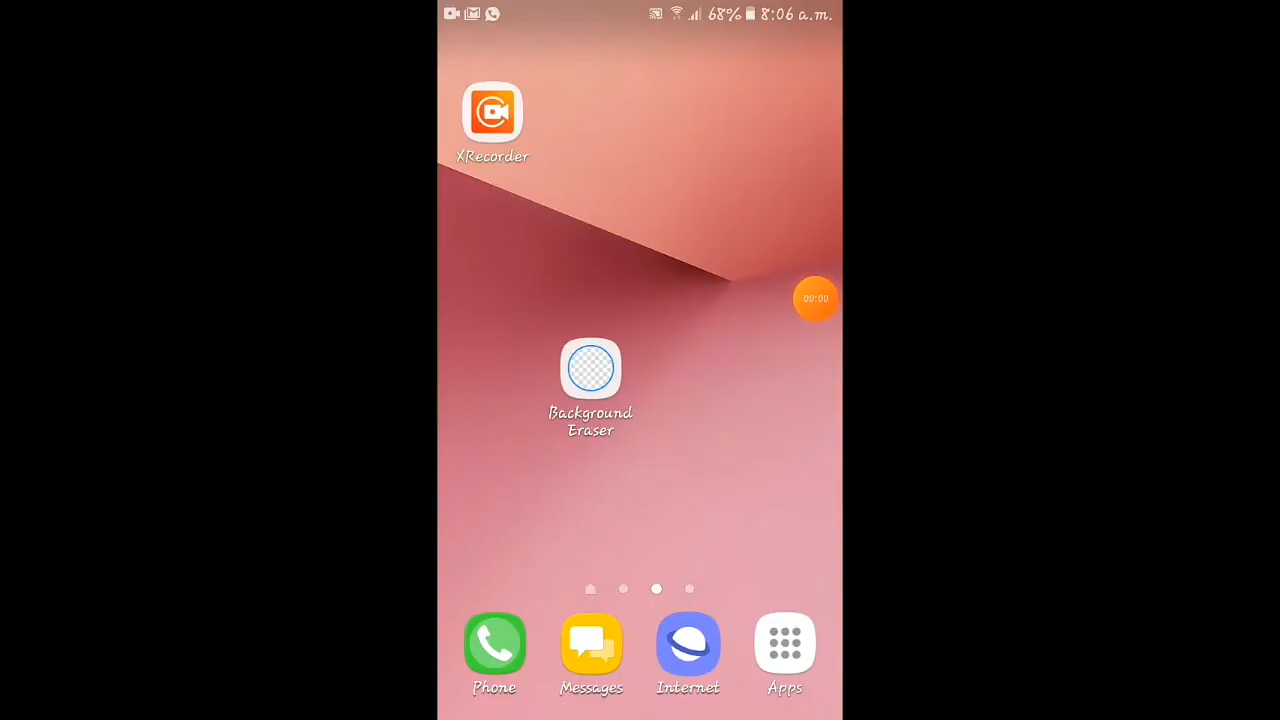 68% 8:06 a.m.
XRecorder
00:00
Background
Eraser
Phone
Messages
Internet
Apps